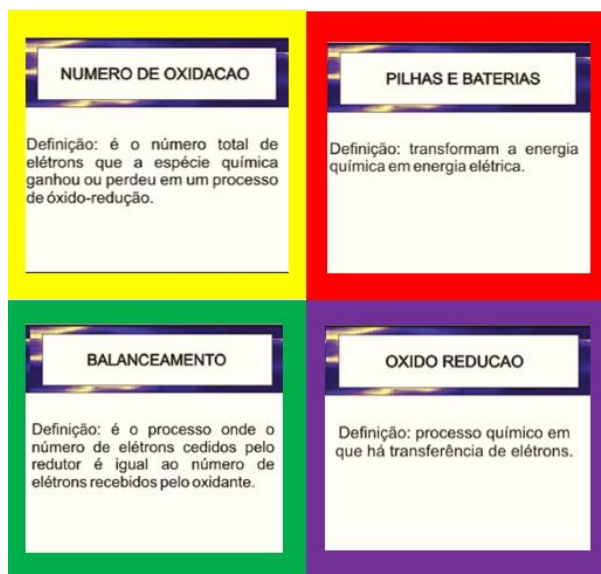 NUMERO DE OXIDACAO
Definição: é o número total de
elétrons que a espécie química
ganhou ou perdeu em um processo
de óxido-redução.
PILHAS E BATERIAS
Definição: transformam a energia
química em energia elétrica.
BALANCEAMENTO
Definição: é o processo onde o
número de elétrons cedidos pelo
redutor é igual ao número de
elétrons recebidos pelo oxidante.
OXIDO REDUCAO
Definição: processo químico em
que há transferência de elétrons.